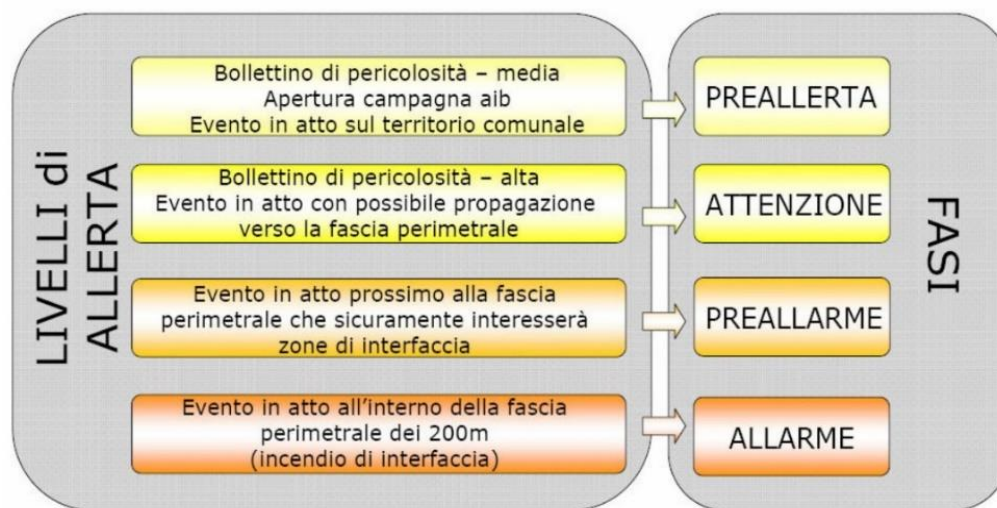 LIVELLI di
ALLERTA
Bollettino di pericolosità – media
Apertura campagna aib
Evento in atto sul territorio comunale
PREALLERTA
Bollettino di pericolosità – alta
Evento in atto con possibile propagazione
verso la fascia perimetrale
ATTENZIONE
Evento in atto prossimo alla fascia
perimetrale che sicuramente interesserà
zone di interfaccia
PREALLARME
Evento in atto all’interno della fascia
perimetrale dei 200m
(incendio di interfaccia)
ALLARME
FASI